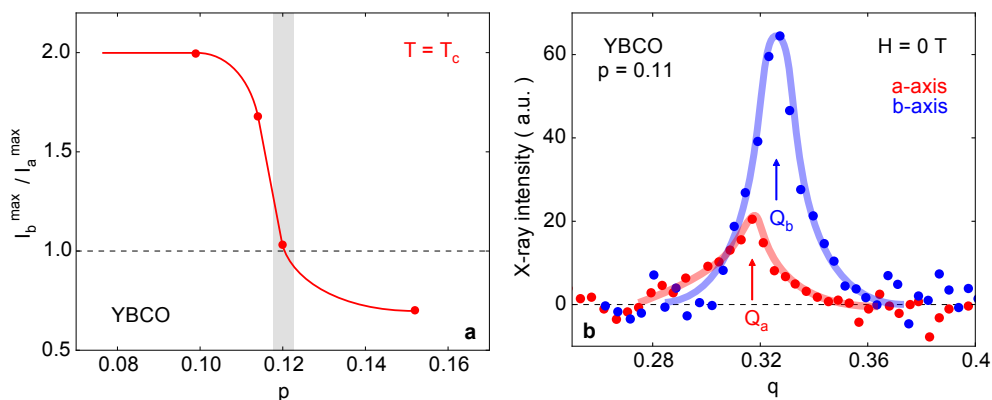 2.0
1.5
1.0
0.5
0.08
0.10
0.12
0.14
0.16
p
I_b^max / I_a^max
T = T_c
YBCO
a
60
40
20
0
0.28
0.32
0.36
0.4
q
X-ray intensity ( a.u. )
YBCO
p = 0.11
H = 0 T
a-axis
b-axis
Q_b
Q_a
b